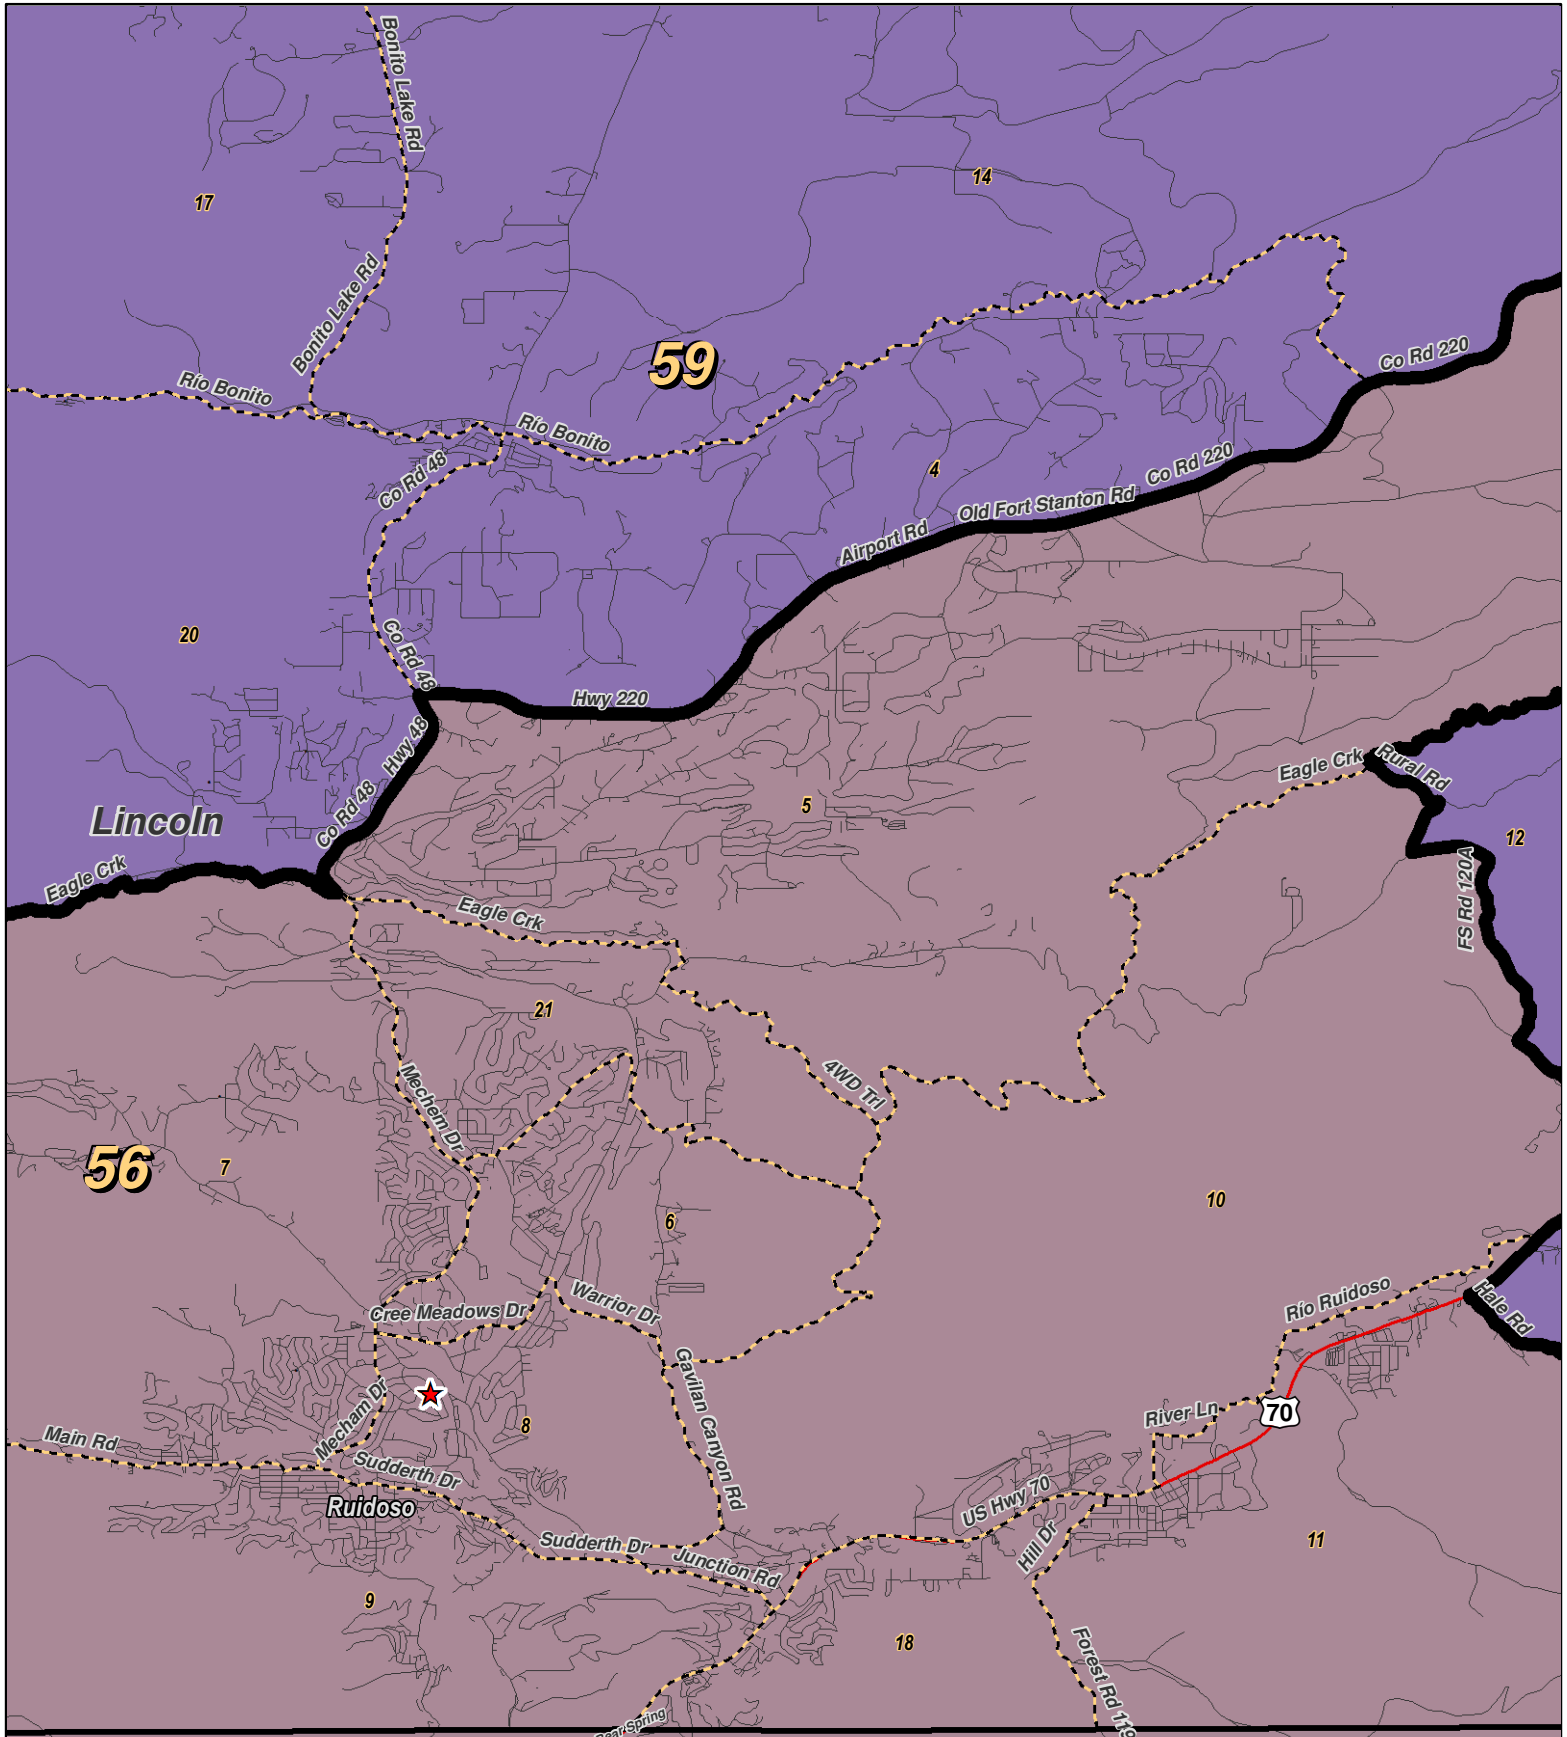 Bonito Lake Rd
17
14
Bonito Lake Rd
59
Co Rd 220
Río Bonito
Río Bonito
Co Rd 48
4
Co Rd 220
Old Fort Stanton Rd
Airport Rd
20
Co Rd 48
Hwy 220
Hwy 48
Eagle Crk
Rural Rd
Co Rd 48
5
Lincoln
12
Eagle Crk
FS Rd 120A
Eagle Crk
21
4WD Trl
Mechem Dr
56
7
10
6
Cree Meadows Dr
Warrior Dr
Río Ruidoso
Hale Rd
Gavilan Canyon Rd
Mecham Dr
8
River Ln
70
Main Rd
Sudderth Dr
Ruidoso
US Hwy 70
Sudderth Dr
Junction Rd
Hill Dr
11
9
18
Forest Rd 119
Spring